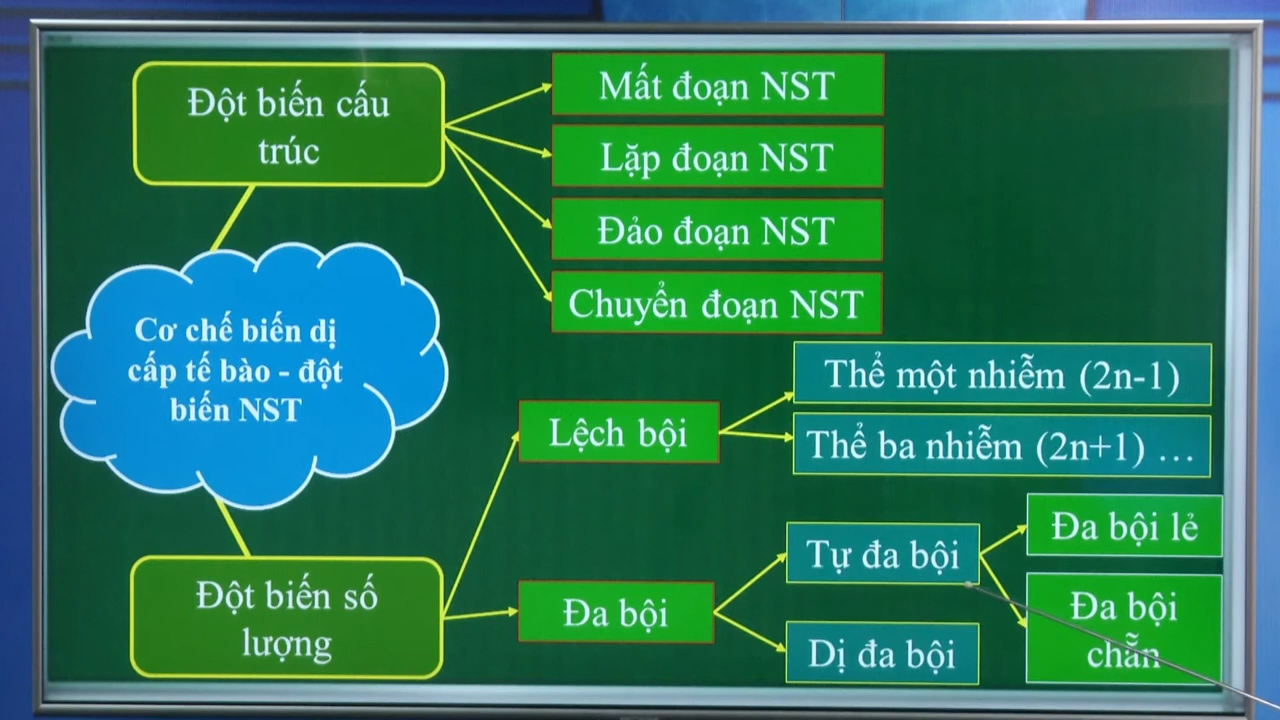 Đột biến cấu
trúc
Mất đoạn NST
Lặp đoạn NST
Đảo đoạn NST
Chuyển đoạn NST
Cơ chế biến dị
cấp tế bào - đột
biến NST
Thể một nhiễm (2n-1)
Lệch bội
Thể ba nhiễm (2n+1) …
Đột biến số
lượng
Đa bội
Tự đa bội
Đa bội lẻ
Đa bội
chẵn
Dị đa bội